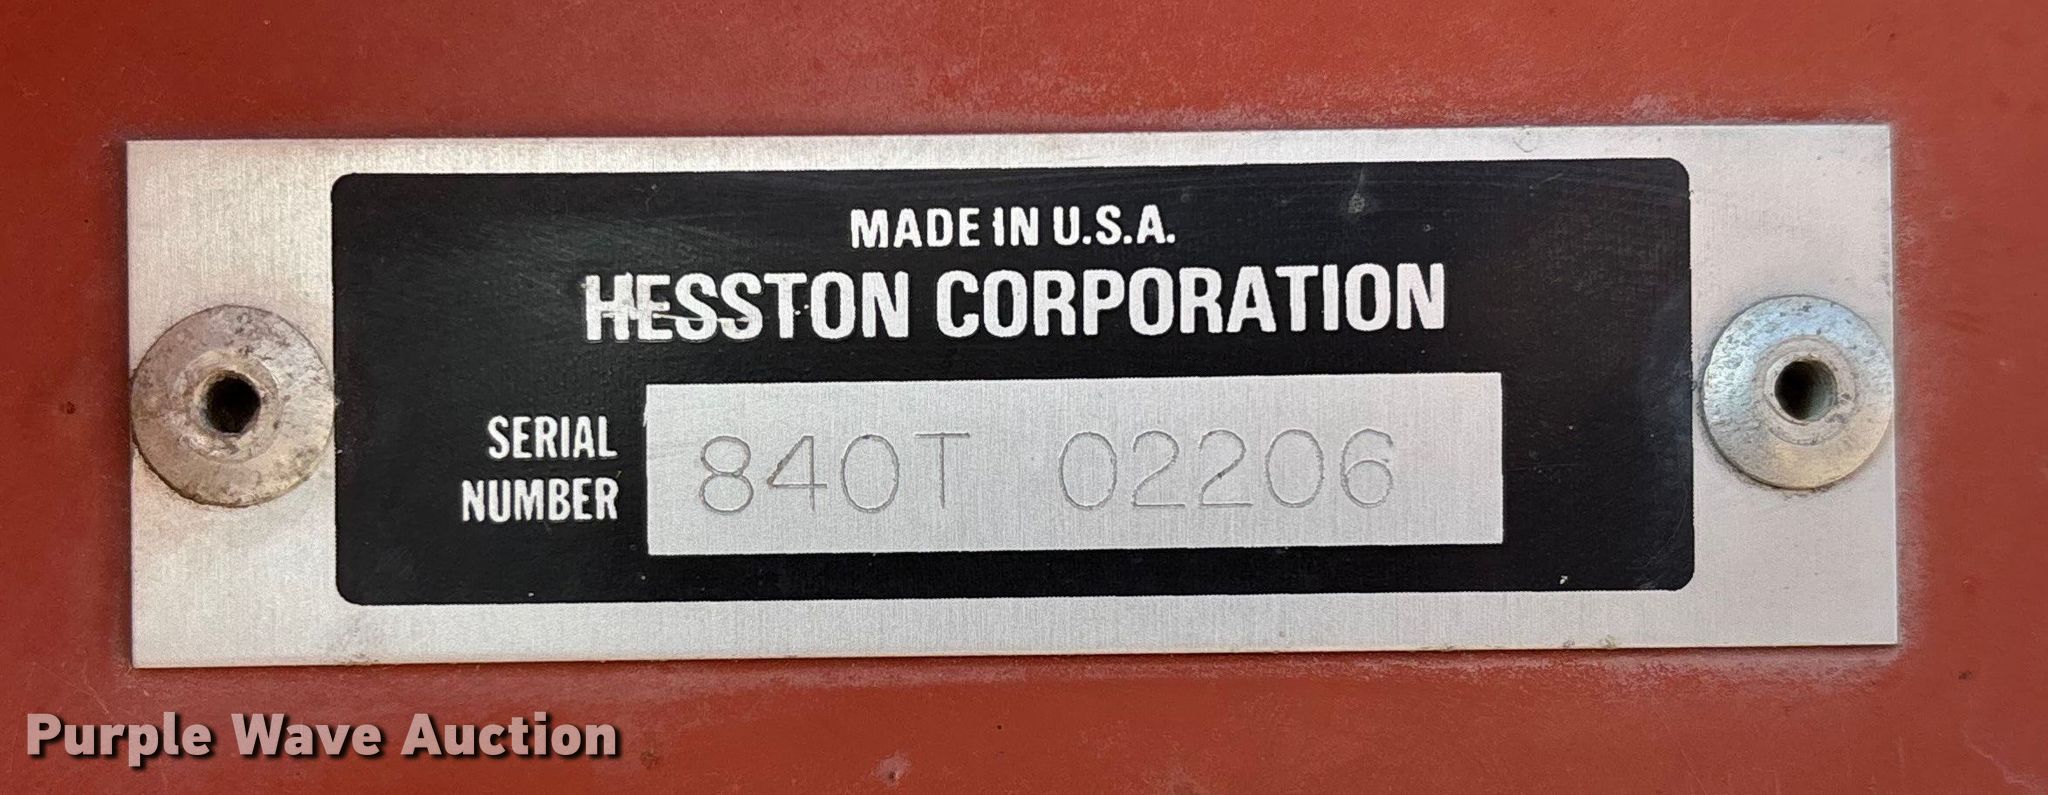 MADE IN U.S.A.
HESSTON CORPORATION
SERIAL
NUMBER
840T 02206
Purple Wave Auction